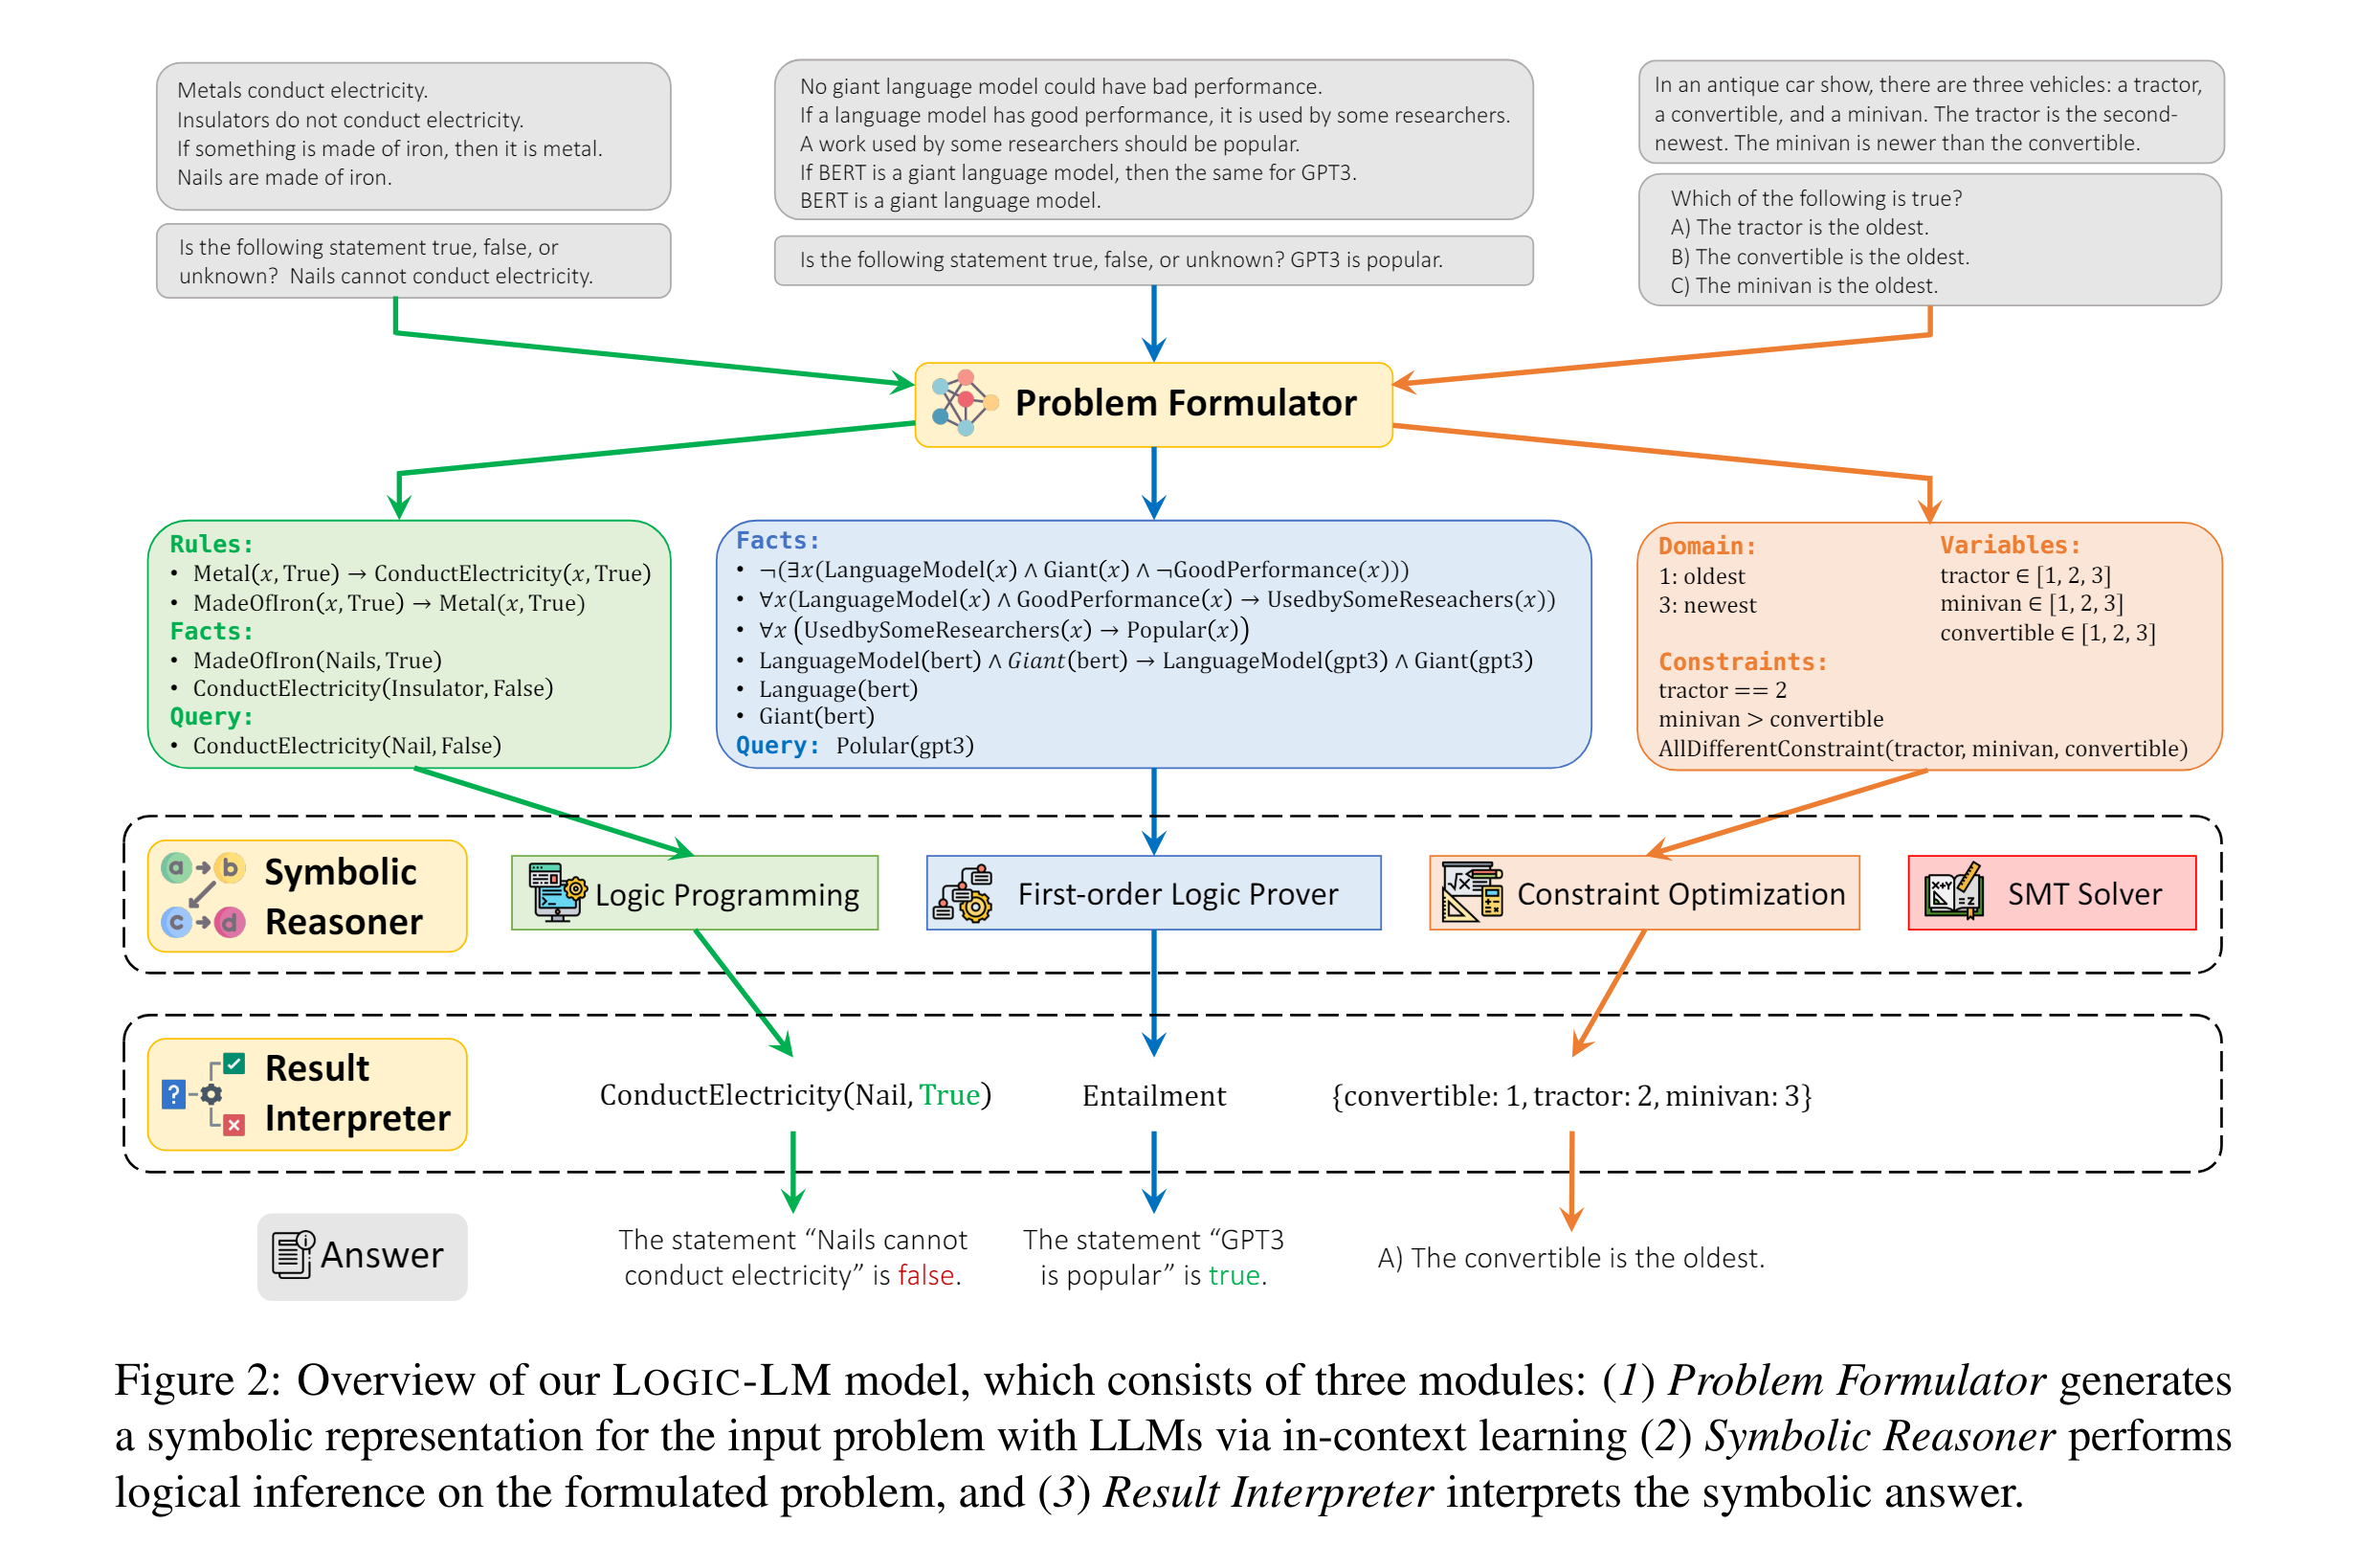 Metals conduct electricity.
Insulators do not conduct electricity.
If something is made of iron, then it is metal.
Nails are made of iron.
Is the following statement true, false, or
unknown?  Nails cannot conduct electricity.
No giant language model could have bad performance.
If a language model has good performance, it is used by some researchers.
A work used by some researchers should be popular.
If BERT is a giant language model, then the same for GPT3.
BERT is a giant language model.
Is the following statement true, false, or unknown? GPT3 is popular.
In an antique car show, there are three vehicles: a tractor,
a convertible, and a minivan. The tractor is the second-
newest. The minivan is newer than the convertible.
Which of the following is true?
A) The tractor is the oldest.
B) The convertible is the oldest.
C) The minivan is the oldest.
Problem Formulator
Rules:
• Metal(x, True) → ConductElectricity(x, True)
• MadeOfIron(x, True) → Metal(x, True)
Facts:
• MadeOfIron(Nails, True)
• ConductElectricity(Insulator, False)
Query:
• ConductElectricity(Nail, False)
Facts:
• ¬(∃x(LanguageModel(x) ∧ Giant(x) ∧ ¬GoodPerformance(x)))
• ∀x(LanguageModel(x) ∧ GoodPerformance(x) → UsedbySomeReseachers(x))
• ∀x (UsedbySomeResearchers(x) → Popular(x))
• LanguageModel(bert) ∧ Giant(bert) → LanguageModel(gpt3) ∧ Giant(gpt3)
• Language(bert)
• Giant(bert)
Query: Polular(gpt3)
Domain:
1: oldest
3: newest
Variables:
tractor ∈ [1, 2, 3]
minivan ∈ [1, 2, 3]
convertible ∈ [1, 2, 3]
Constraints:
tractor == 2
minivan > convertible
AllDifferentConstraint(tractor, minivan, convertible)
a b
c d
Symbolic
Reasoner
Logic Programming
First-order Logic Prover
√x
Constraint Optimization
X+Y
=Z
SMT Solver
?
Result
Interpreter
ConductElectricity(Nail, True)
Entailment
{convertible: 1, tractor: 2, minivan: 3}
i
Answer
The statement “Nails cannot
conduct electricity” is false.
The statement “GPT3
is popular” is true.
A) The convertible is the oldest.
Figure 2: Overview of our LOGIC-LM model, which consists of three modules: (1) Problem Formulator generates
a symbolic representation for the input problem with LLMs via in-context learning (2) Symbolic Reasoner performs
logical inference on the formulated problem, and (3) Result Interpreter interprets the symbolic answer.